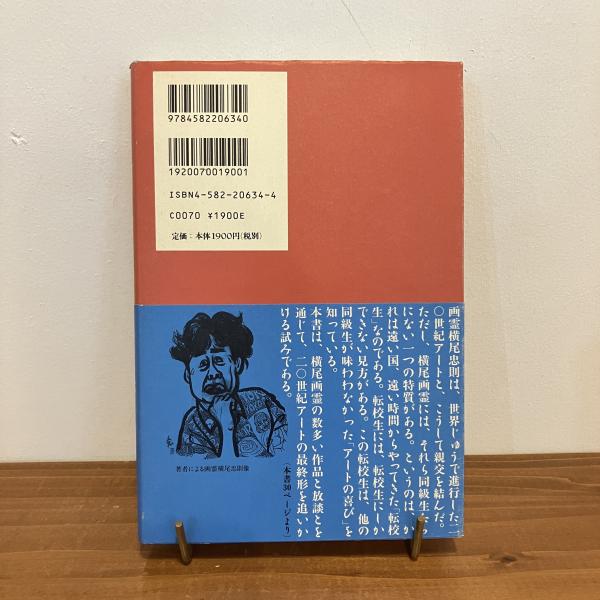 9784582206340
1920070019001
ISBN4-582-20634-4
C0070 ¥1900E
定価：本体1900円(税別)
画霊横尾忠則は、世界じゅうで進行した二
〇世紀アートと、こうして親交を結んだ。
ただし、横尾画霊には、それら同級生たち
にない一つの特質がある。というのは、か
れは遠い国、遠い時間からやってきた「転校
生」なのである。転校生には、転校生にしか
できない見方がある。この転校生は、他の
同級生が味わわなかった「アートの喜び」を
知っている。
本書は、横尾画霊の数多い作品と放談とを
通じて、二〇世紀アートの最終形を追いか
ける試みである。
（本書30ページより）
著者による画霊横尾忠則像